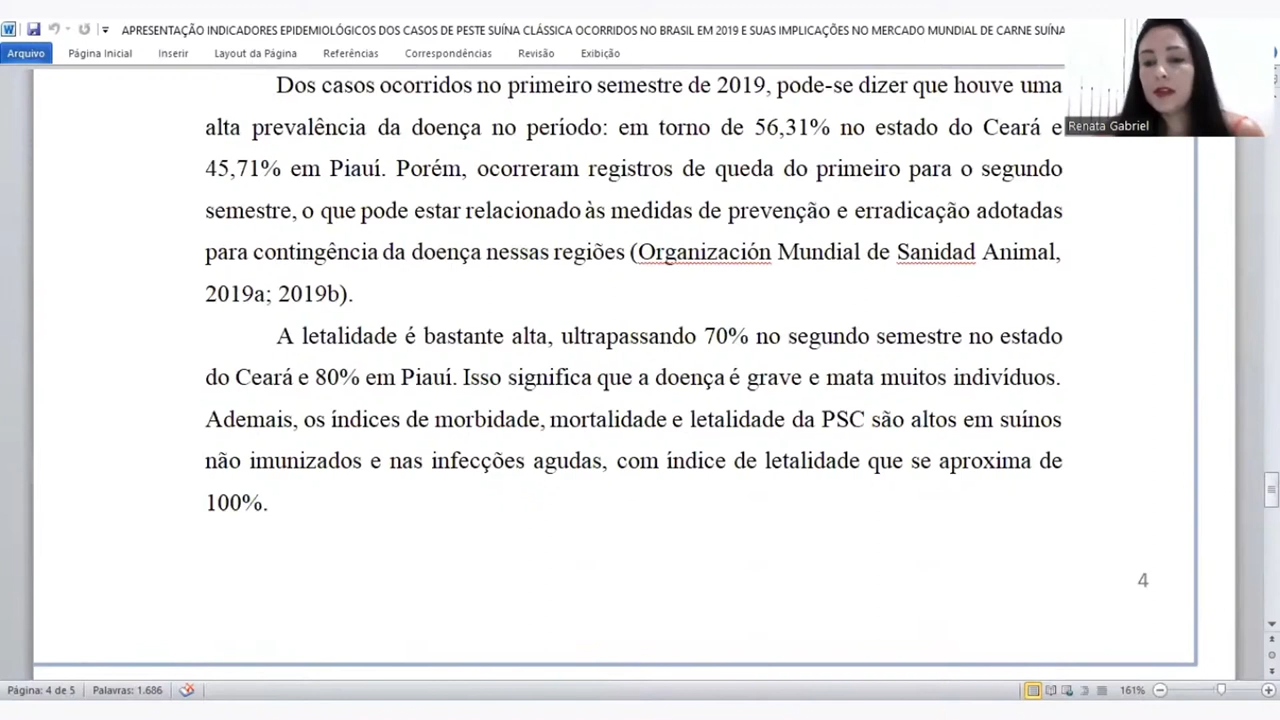 APRESENTAÇÃO INDICADORES EPIDEMIOLÓGICOS DOS CASOS DE PESTE SUÍNA CLÁSSICA OCORRIDOS NO BRASIL EM 2019 E SUAS IMPLICAÇÕES NO MERCADO MUNDIAL DE CARNE SUÍNA
Arquivo Página Inicial Inserir Layout da Página Referências Correspondências Revisão Exibição
Renata Gabriel
Dos casos ocorridos no primeiro semestre de 2019, pode-se dizer que houve uma
alta prevalência da doença no período: em torno de 56,31% no estado do Ceará e
45,71% em Piauí. Porém, ocorreram registros de queda do primeiro para o segundo
semestre, o que pode estar relacionado às medidas de prevenção e erradicação adotadas
para contingência da doença nessas regiões (Organización Mundial de Sanidad Animal,
2019a; 2019b).
A letalidade é bastante alta, ultrapassando 70% no segundo semestre no estado
do Ceará e 80% em Piauí. Isso significa que a doença é grave e mata muitos indivíduos.
Ademais, os índices de morbidade, mortalidade e letalidade da PSC são altos em suínos
não imunizados e nas infecções agudas, com índice de letalidade que se aproxima de
100%.
4
Página: 4 de 5 Palavras: 1.686 161%